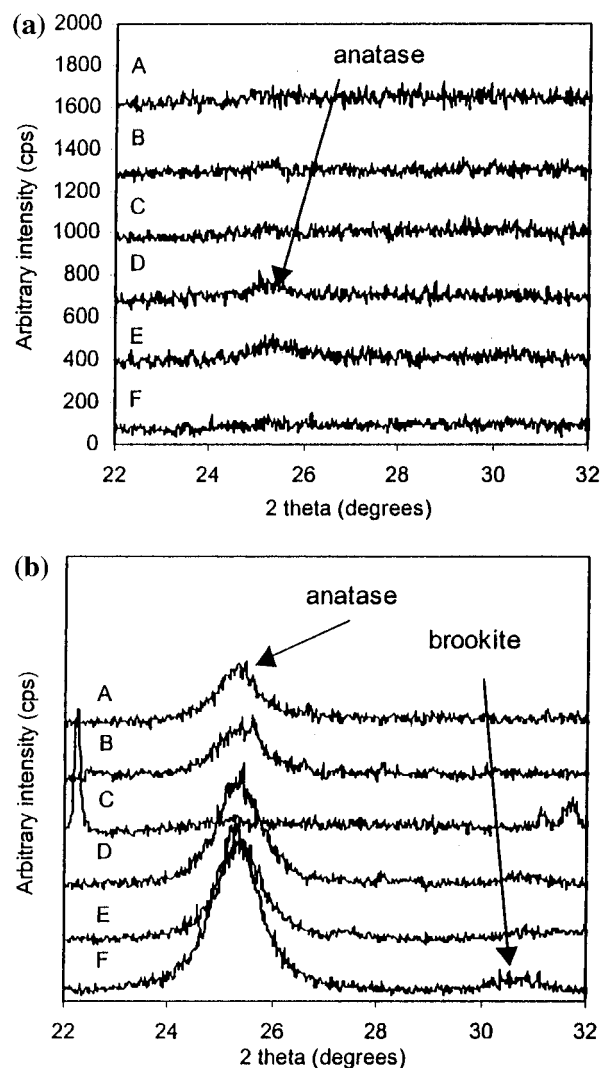 (a)
Arbitrary intensity (cps)
2000
1800
1600
1400
1200
1000
800
600
400
200
0
anatase
A
B
C
D
E
F
22 24 26 28 30 32
2 theta (degrees)
(b)
Arbitrary intensity (cps)
anatase
brookite
A
B
C
D
E
F
22 24 26 28 30 32
2 theta (degrees)